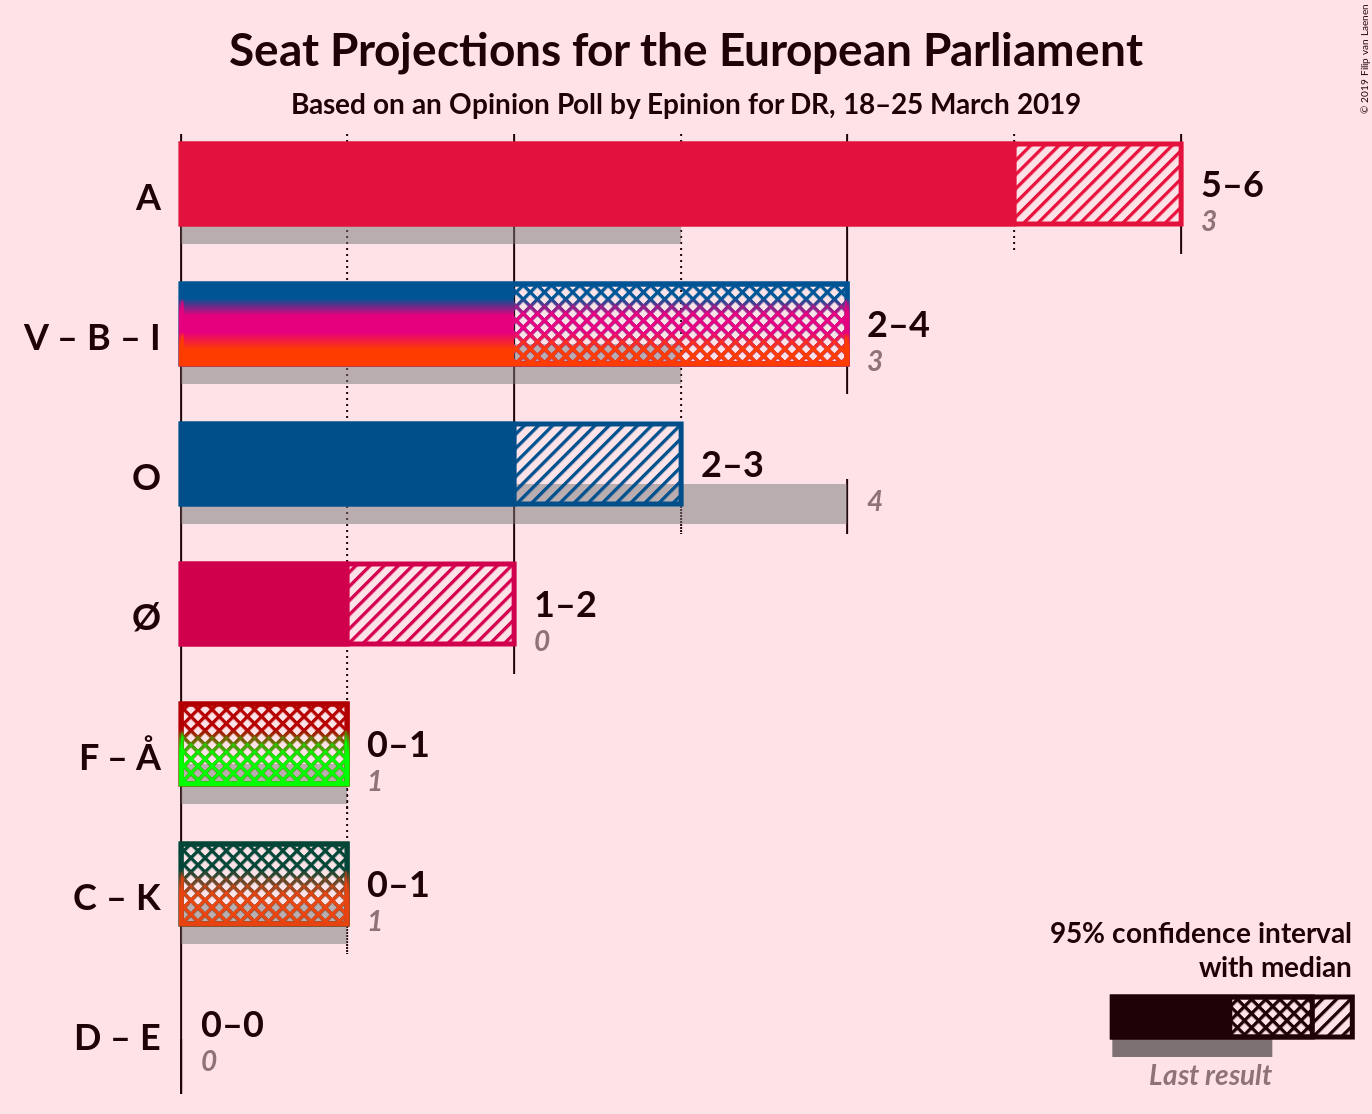 Seat Projections for the European Parliament
Based on an Opinion Poll by Epinion for DR, 18–25 March 2019
© 2019 Filip van Laenen
A
5–6
3
V – B – I
2–4
3
O
2–3
4
Ø
1–2
0
F – Å
0–1
1
C – K
0–1
1
D – E
0–0
0
95% confidence interval
with median
Last result